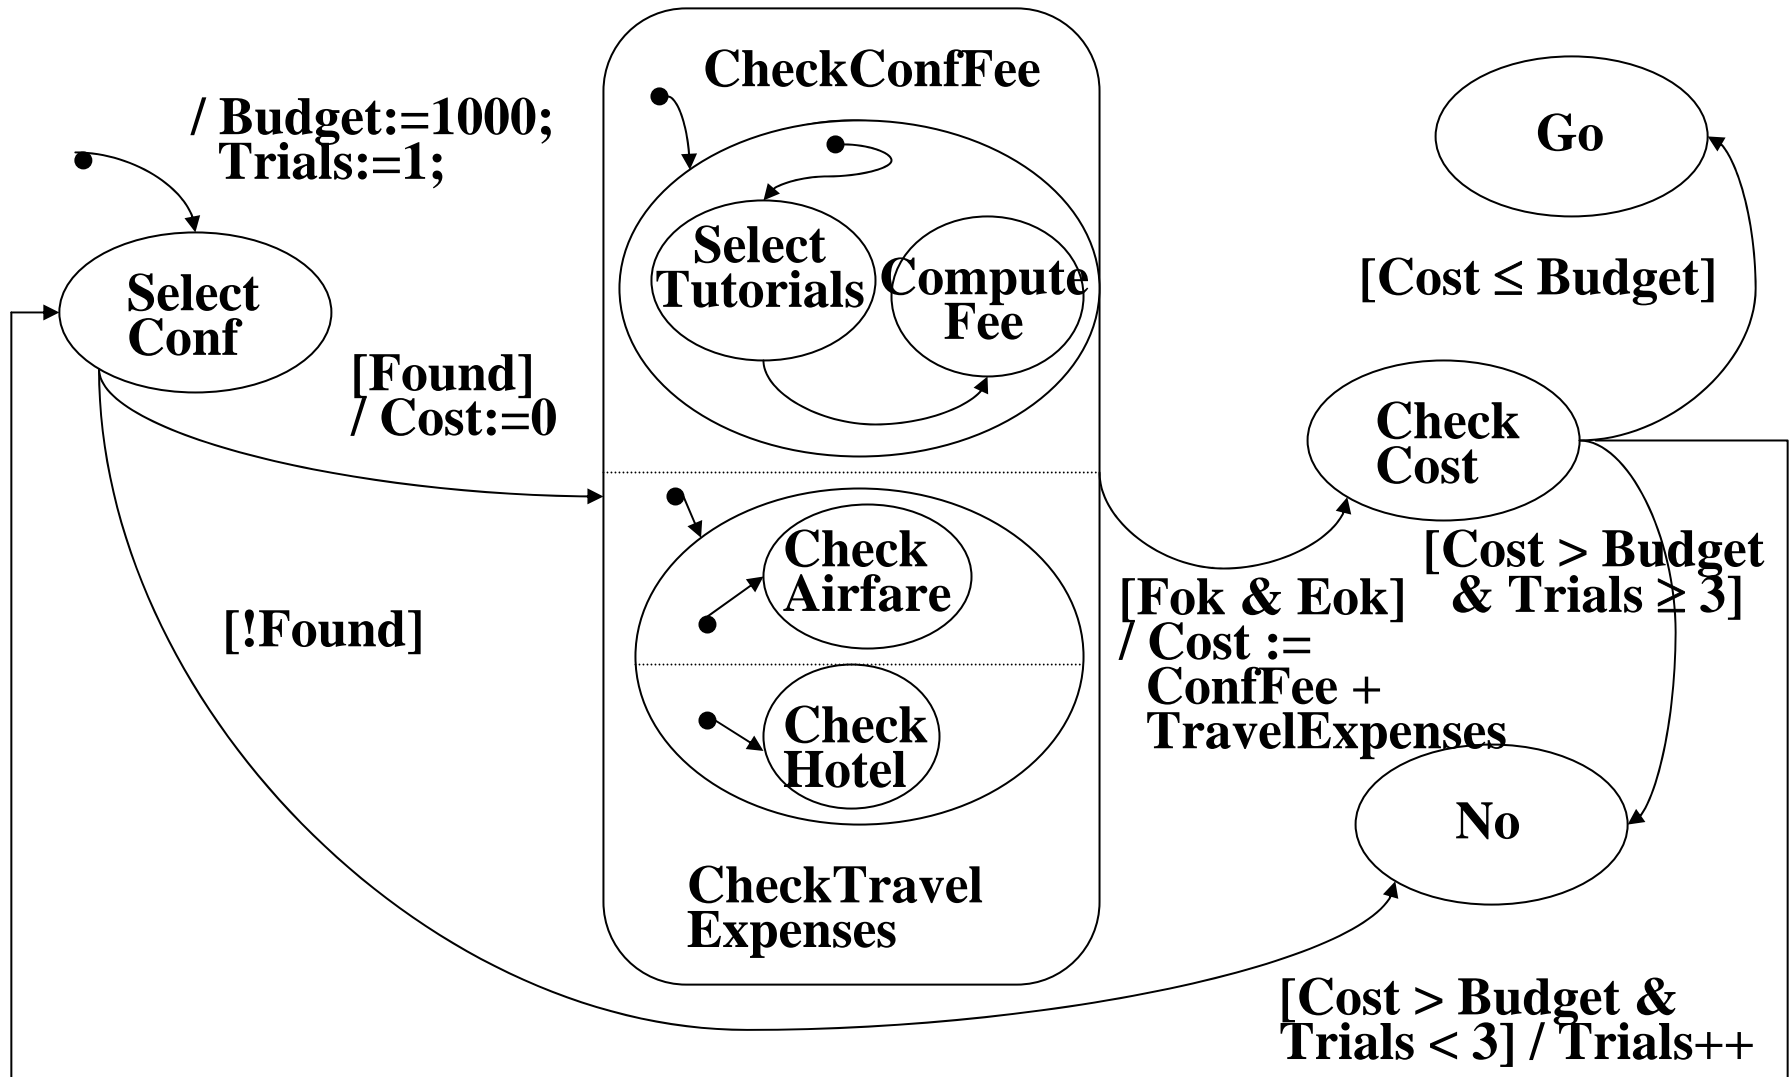 CheckConfFee
/ Budget:=1000;
Trials:=1;
Go
Select
Tutorials
Compute
Fee
[Cost ≤ Budget]
Select
Conf
[Found]
/ Cost:=0
Check
Cost
Check
Airfare
[Cost > Budget
& Trials ≥ 3]
[Fok & Eok]
/ Cost :=
ConfFee +
TravelExpenses
[!Found]
Check
Hotel
No
CheckTravel
Expenses
[Cost > Budget &
Trials < 3] / Trials++